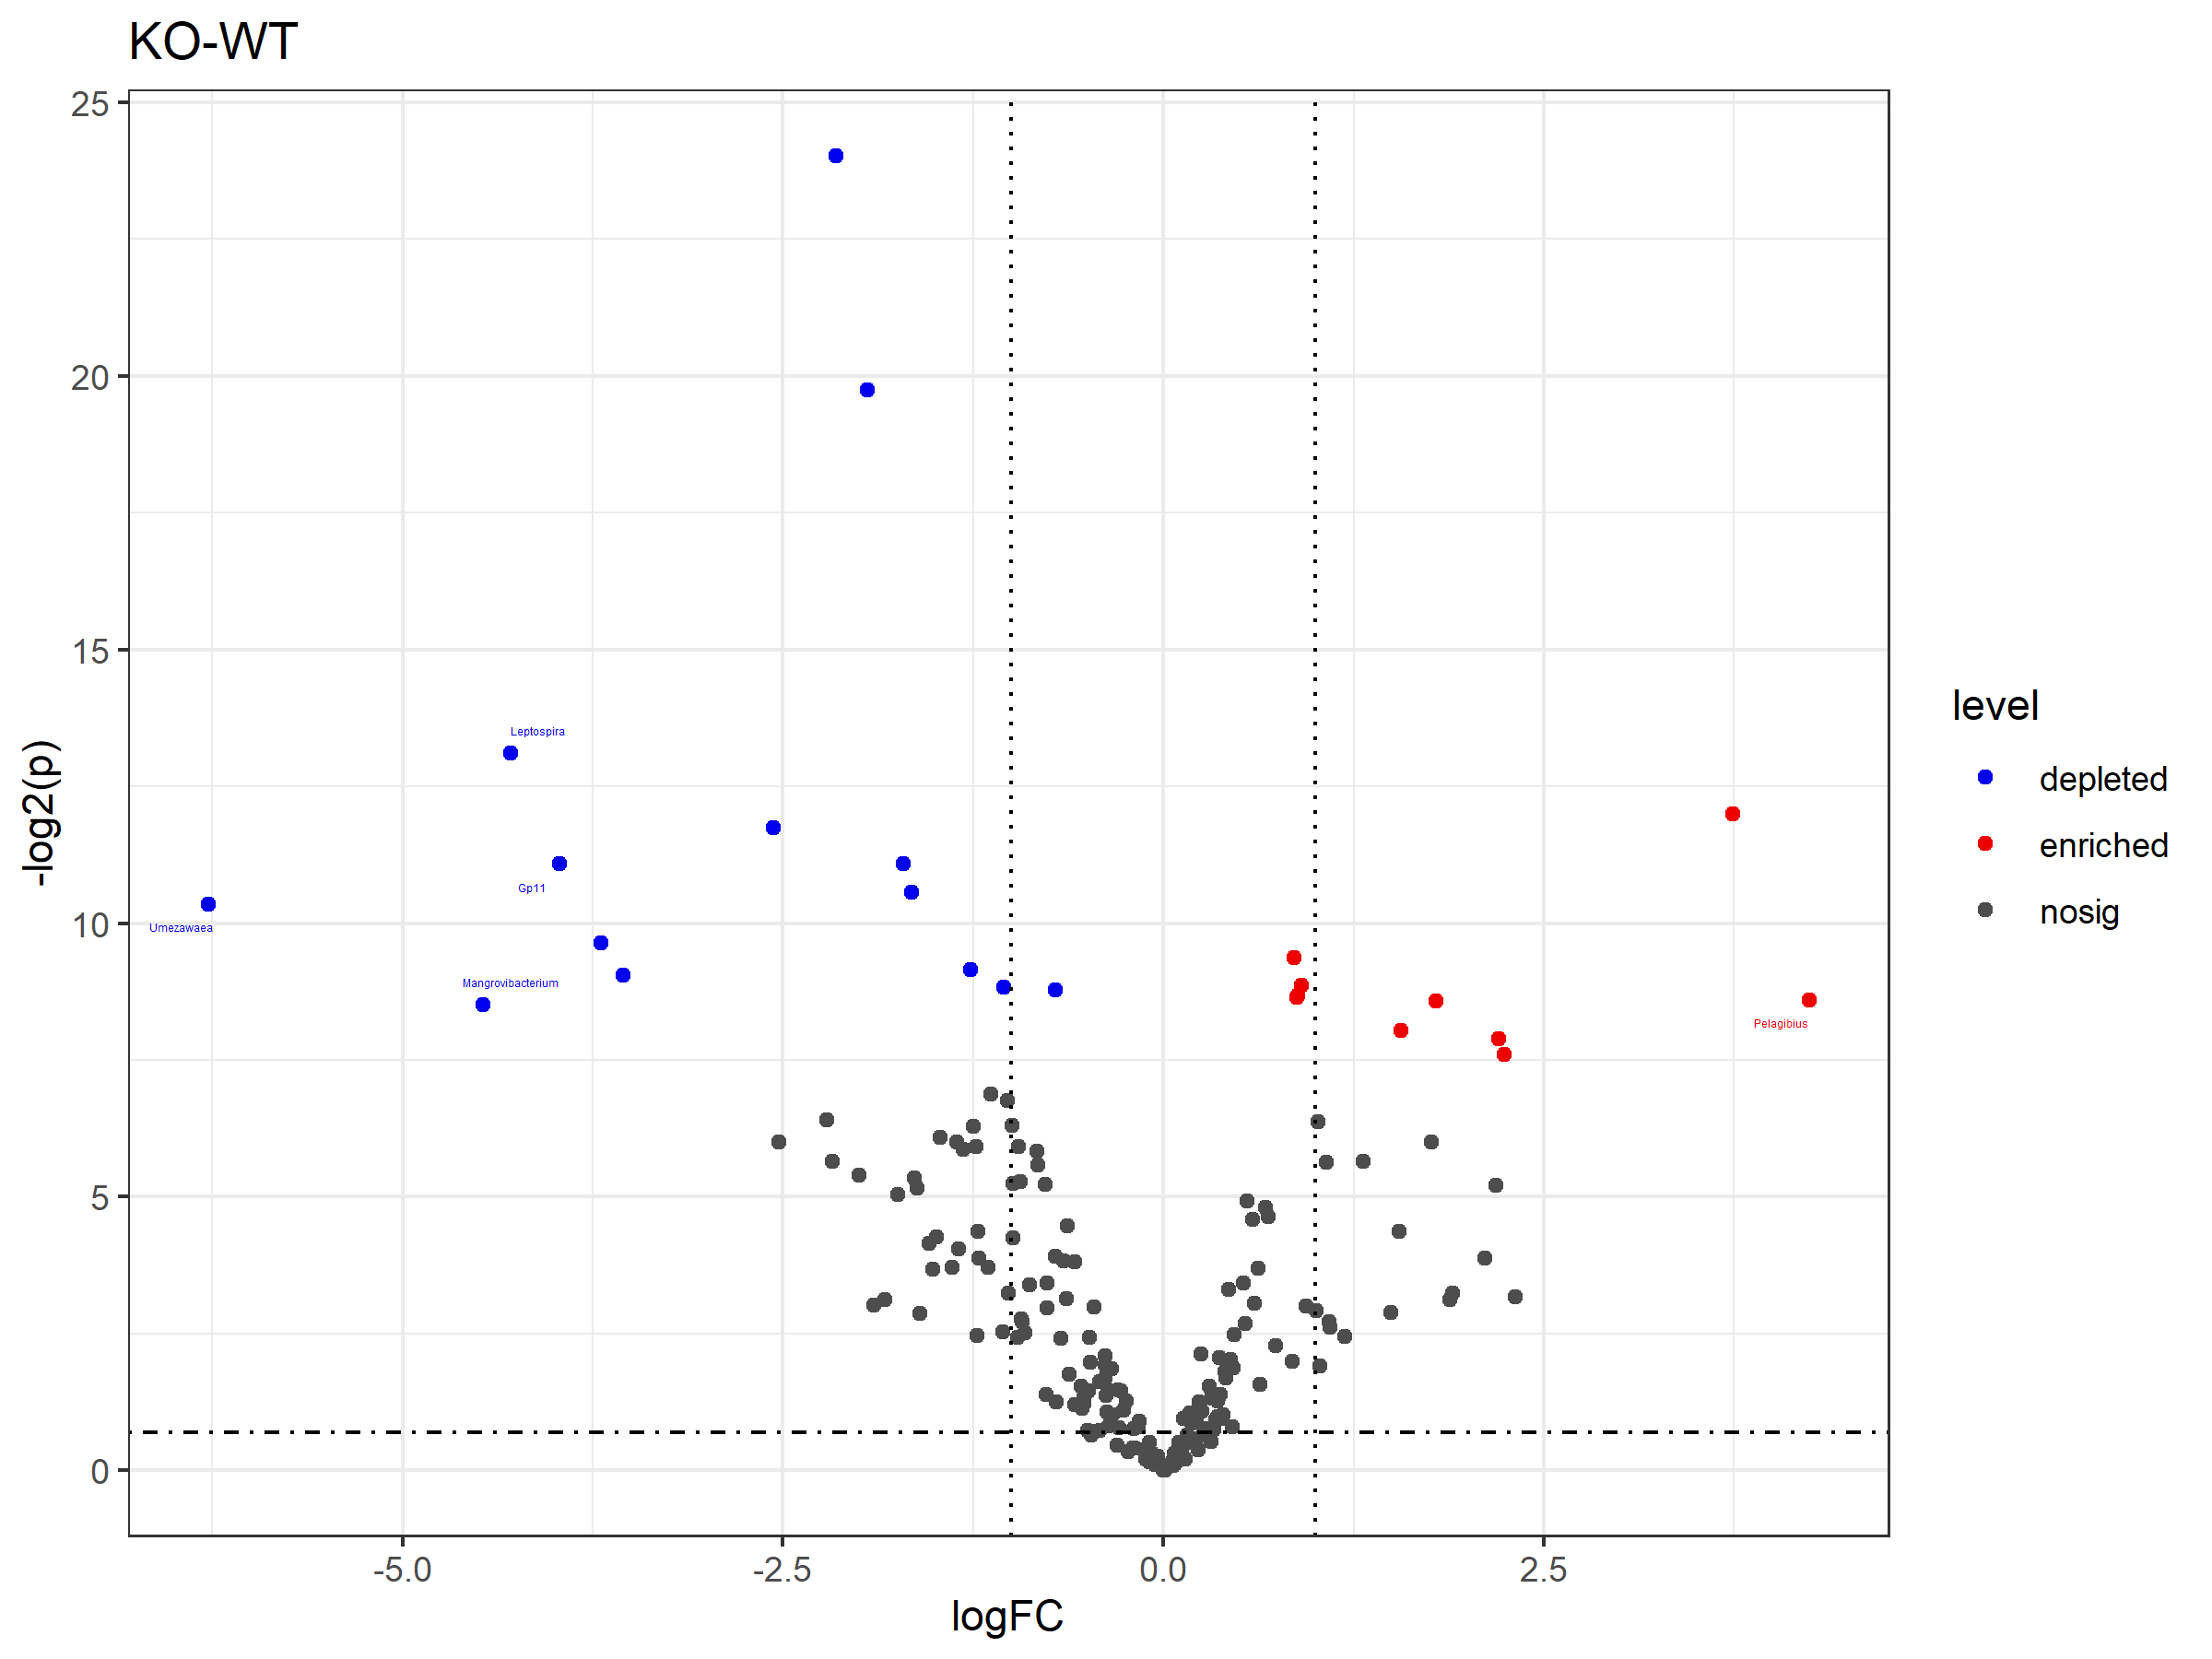 KO-WT
25
20
15
10
5
0
-log2(p)
Leptospira
Gp11
Umezawaea
Mangrovibacterium
Pelagibius
-5.0
-2.5
0.0
2.5
logFC
level
depleted
enriched
nosig